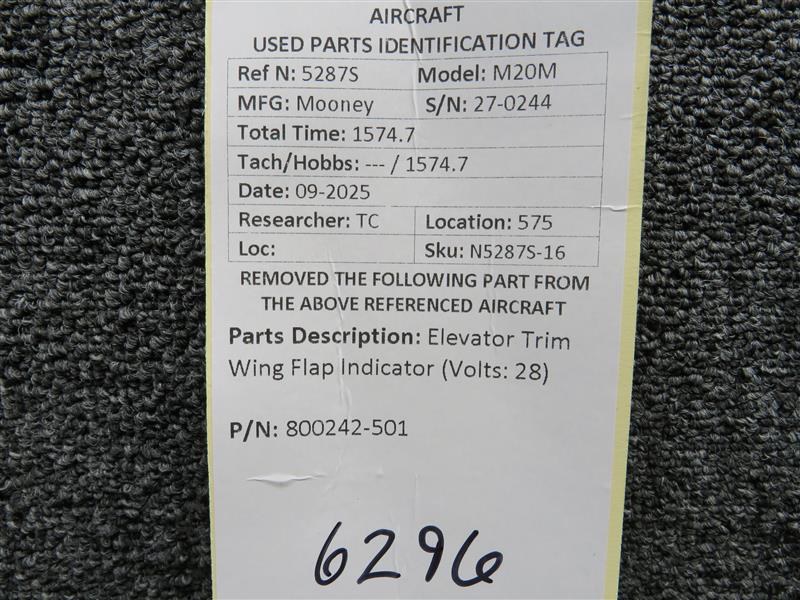 AIRCRAFT
USED PARTS IDENTIFICATION TAG
Ref N: 5287S Model: M20M
MFG: Mooney S/N: 27-0244
Total Time: 1574.7
Tach/Hobbs: --- / 1574.7
Date: 09-2025
Researcher: TC Location: 575
Loc: Sku: N5287S-16
REMOVED THE FOLLOWING PART FROM
THE ABOVE REFERENCED AIRCRAFT
Parts Description: Elevator Trim
Wing Flap Indicator (Volts: 28)
P/N: 800242-501
6296